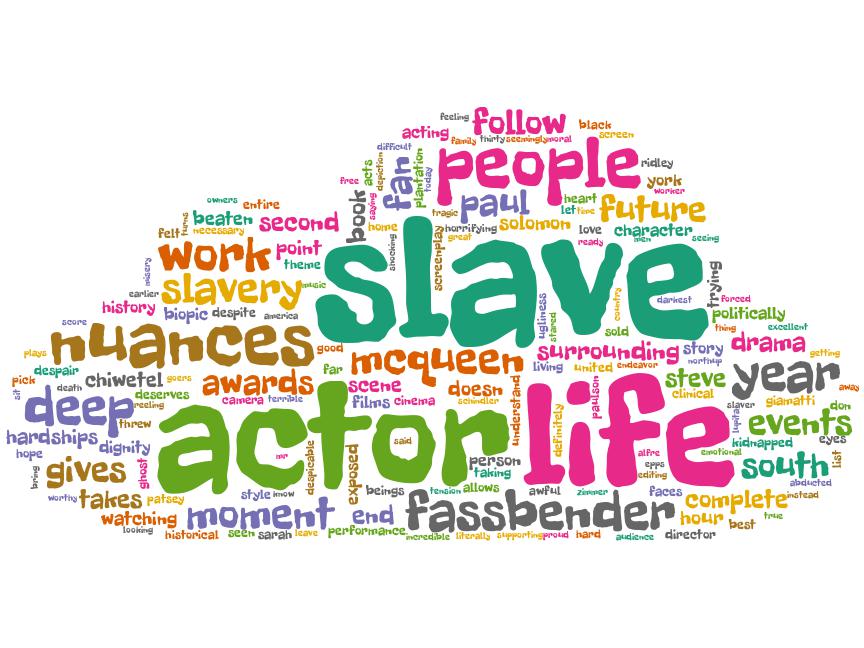 feeling
follow
black
acting
screen
family
thirty
seemingly
moral
difficult
people
ridley
free
acts
depiction
fan
plantation
today
york
worker
saying
book
paul
heart
future
let
time
owners
entire
tragic
turns
beaten
second
home
horrifying
solomon
love
character
felt
necessary
great
ready
men
seeing
work
point
shocking
screenplay
slave
trying
theme
misery
slavery
music
ugliness
stared
country
darkest
forced
earlier
history
biopic
despite
america
sold
politically
score
nuances
good
thing
excellent
mcqueen
surrounding
story
drama
plays
getting
despair
far
living
united
endeavor
northup
year
pick
death
chiwetel
goers
awards
scene
doesn
steve
away
sit
deserves
camera
terrible
films
cinema
schindler
understand
paulson
clinical
slaver
giamatti
deep
reeling
actor
life
definitely
lupita
don
threw
events
hardships
dignity
said
alfre
kidnapped
eyes
hope
mr
despicable
exposed
person
epps
emotional
south
list
bring
gives
ghost
taking
editing
abducted
worthy
takes
patsey
style
know
beings
tension
allows
awful
zimmer
faces
complete
instead
watching
moment
end
fassbender
hour
best
true
looking
historical
seen
sarah
leave
performance
incredible
literally
supporting
proud
hard
audience
director